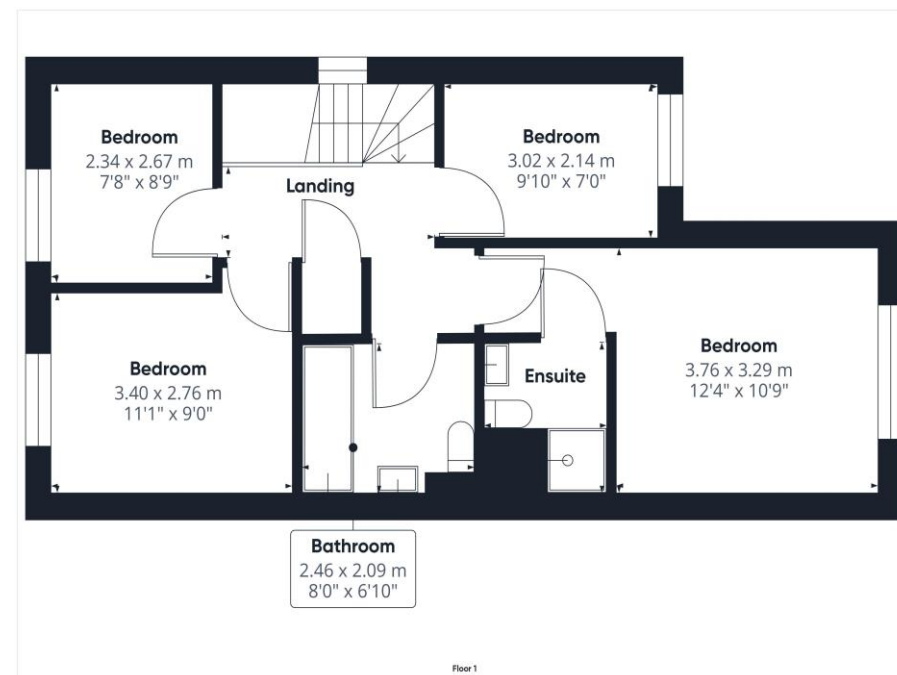 Bedroom
2.34 x 2.67 m
7'8" x 8'9"
Bedroom
3.02 x 2.14 m
9'10" x 7'0"
Landing
Bedroom
3.40 x 2.76 m
11'1" x 9'0"
Ensuite
Bedroom
3.76 x 3.29 m
12'4" x 10'9"
Bathroom
2.46 x 2.09 m
8'0" x 6'10"
Floor 1